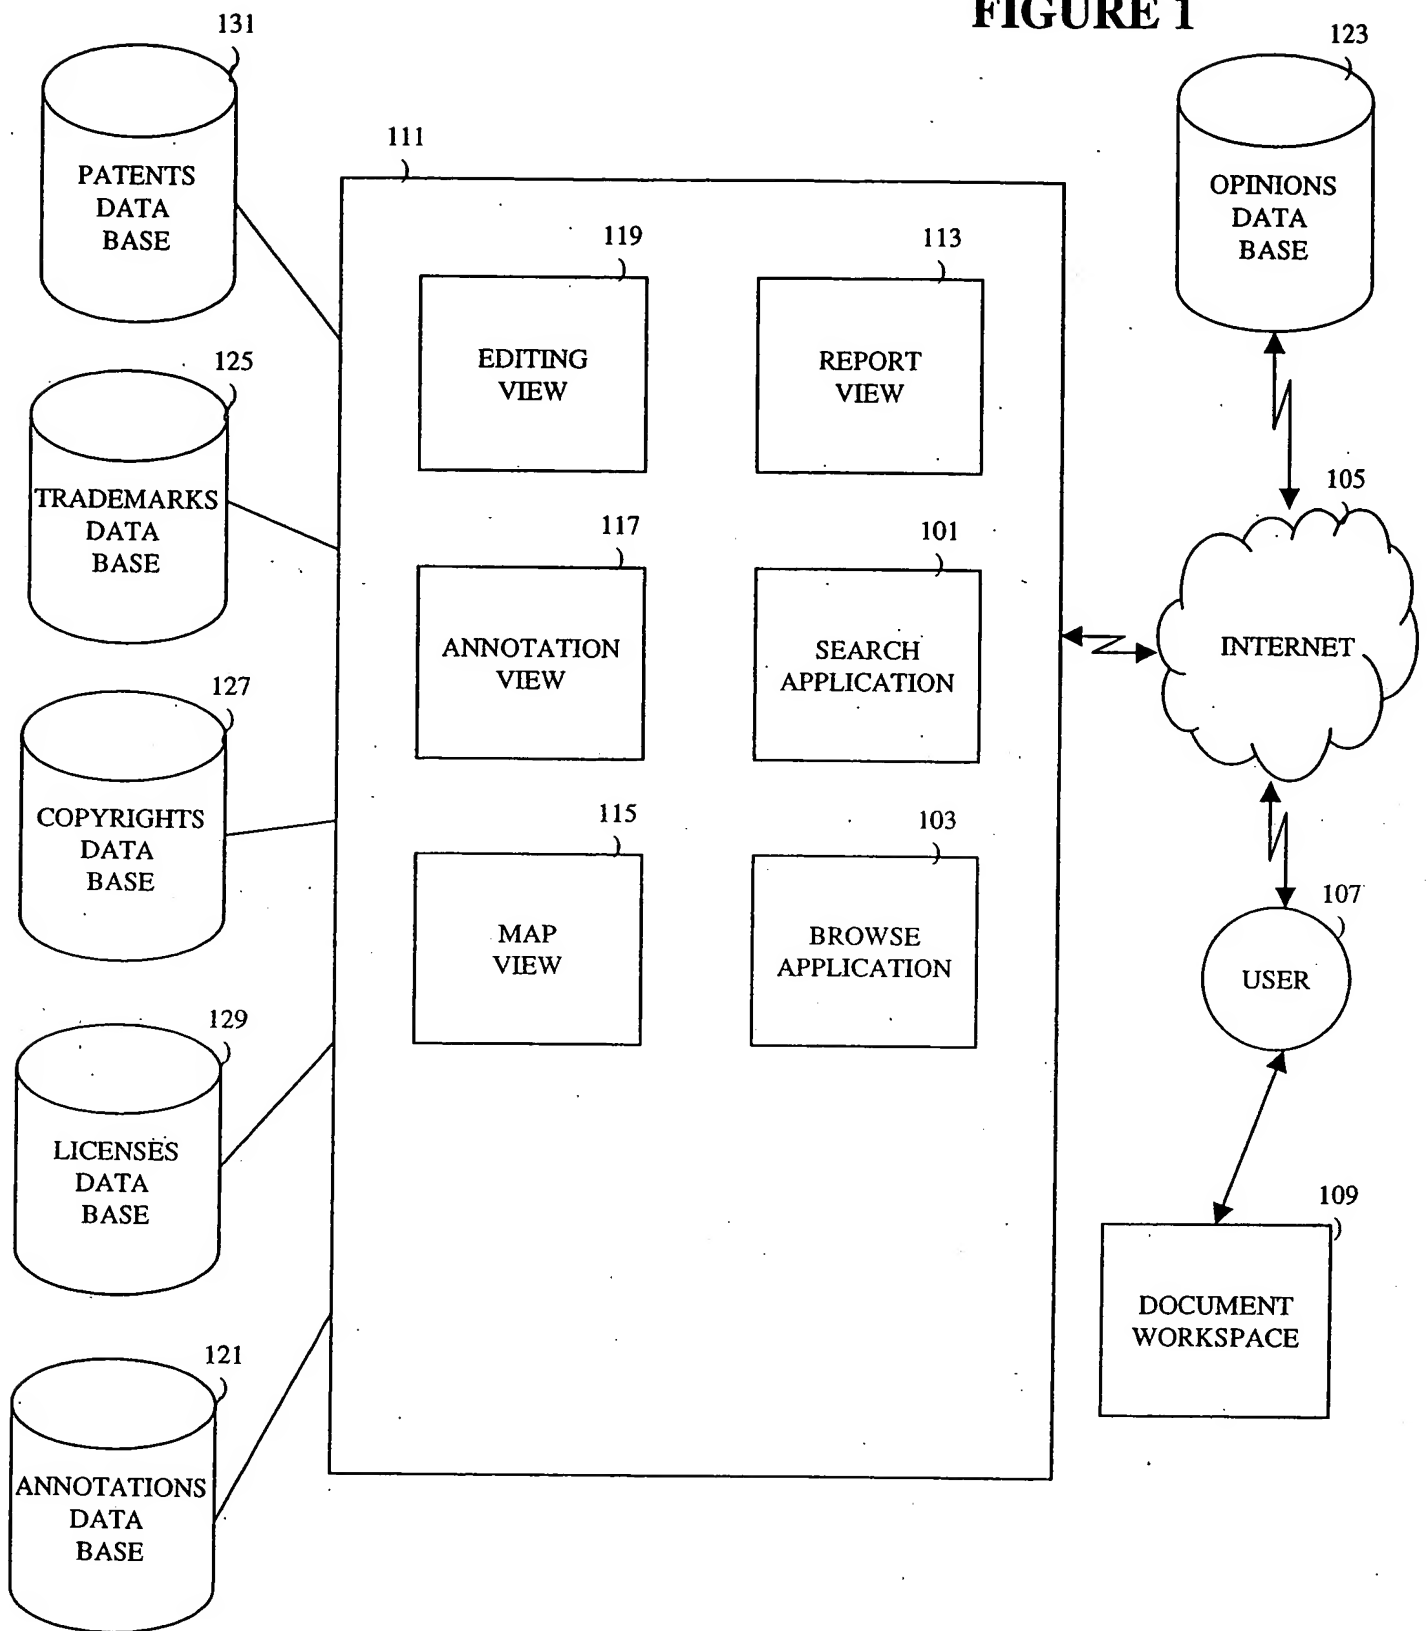 FIGURE 1
131
PATENTS
DATA
BASE
123
OPINIONS
DATA
BASE
111
119
EDITING
VIEW
113
REPORT
VIEW
125
TRADEMARKS
DATA
BASE
105
INTERNET
117
ANNOTATION
VIEW
101
SEARCH
APPLICATION
127
COPYRIGHTS
DATA
BASE
115
MAP
VIEW
103
BROWSE
APPLICATION
107
USER
129
LICENSES
DATA
BASE
109
DOCUMENT
WORKSPACE
121
ANNOTATIONS
DATA
BASE